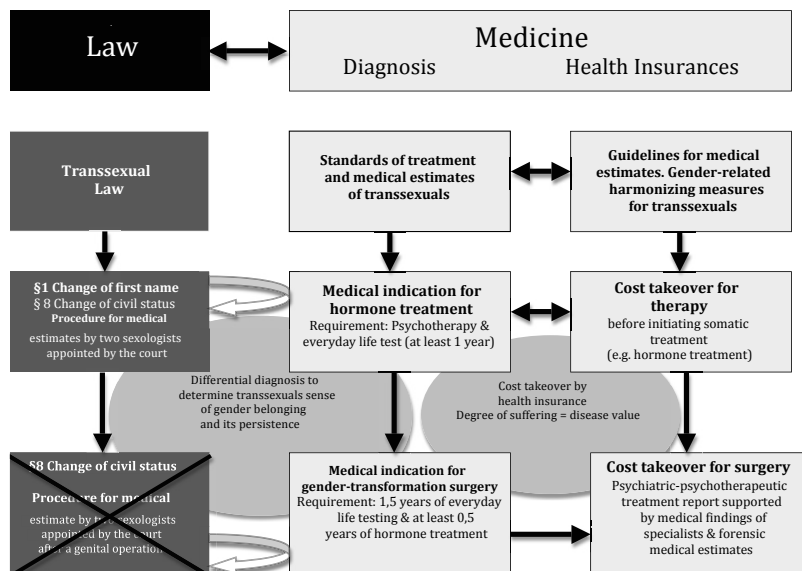 Law
Medicine
Diagnosis
Health Insurances
Transsexual
Law
Standards of treatment
and medical estimates
of transsexuals
Guidelines for medical
estimates. Gender-related
harmonizing measures
for transsexuals
§1 Change of first name
§ 8 Change of civil status
Procedure for medical
estimates by two sexologists
appointed by the court
Medical indication for
hormone treatment
Requirement: Psychotherapy &
everyday life test (at least 1 year)
Cost takeover for
therapy
before initiating somatic
treatment
(e.g. hormone treatment)
Differential diagnosis to
determine transsexuals sense
of gender belonging
and its persistence
Cost takeover by
health insurance
Degree of suffering = disease value
§8 Change of civil status
Procedure for medical
estimate by two sexologists
appointed by the court
after a genital operation
Medical indication for
gender-transformation surgery
Requirement: 1,5 years of everyday
life testing & at least 0,5
years of hormone treatment
Cost takeover for surgery
Psychiatric-psychotherapeutic
treatment report supported
by medical findings of
specialists & forensic
medical estimates